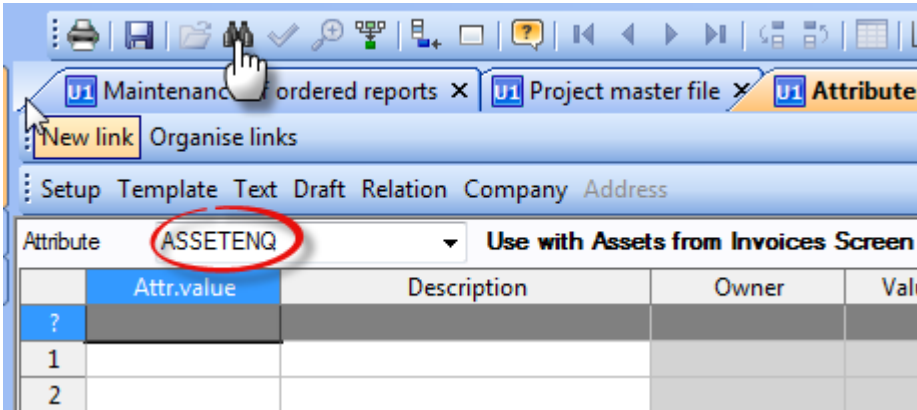 U1 Maintenance of ordered reports × U1 Project master file × U1 Attribute
New link Organise links
Setup Template Text Draft Relation Company Address
Attribute ASSETENQ Use with Assets from Invoices Screen
Attr.value Description Owner
?
1
2